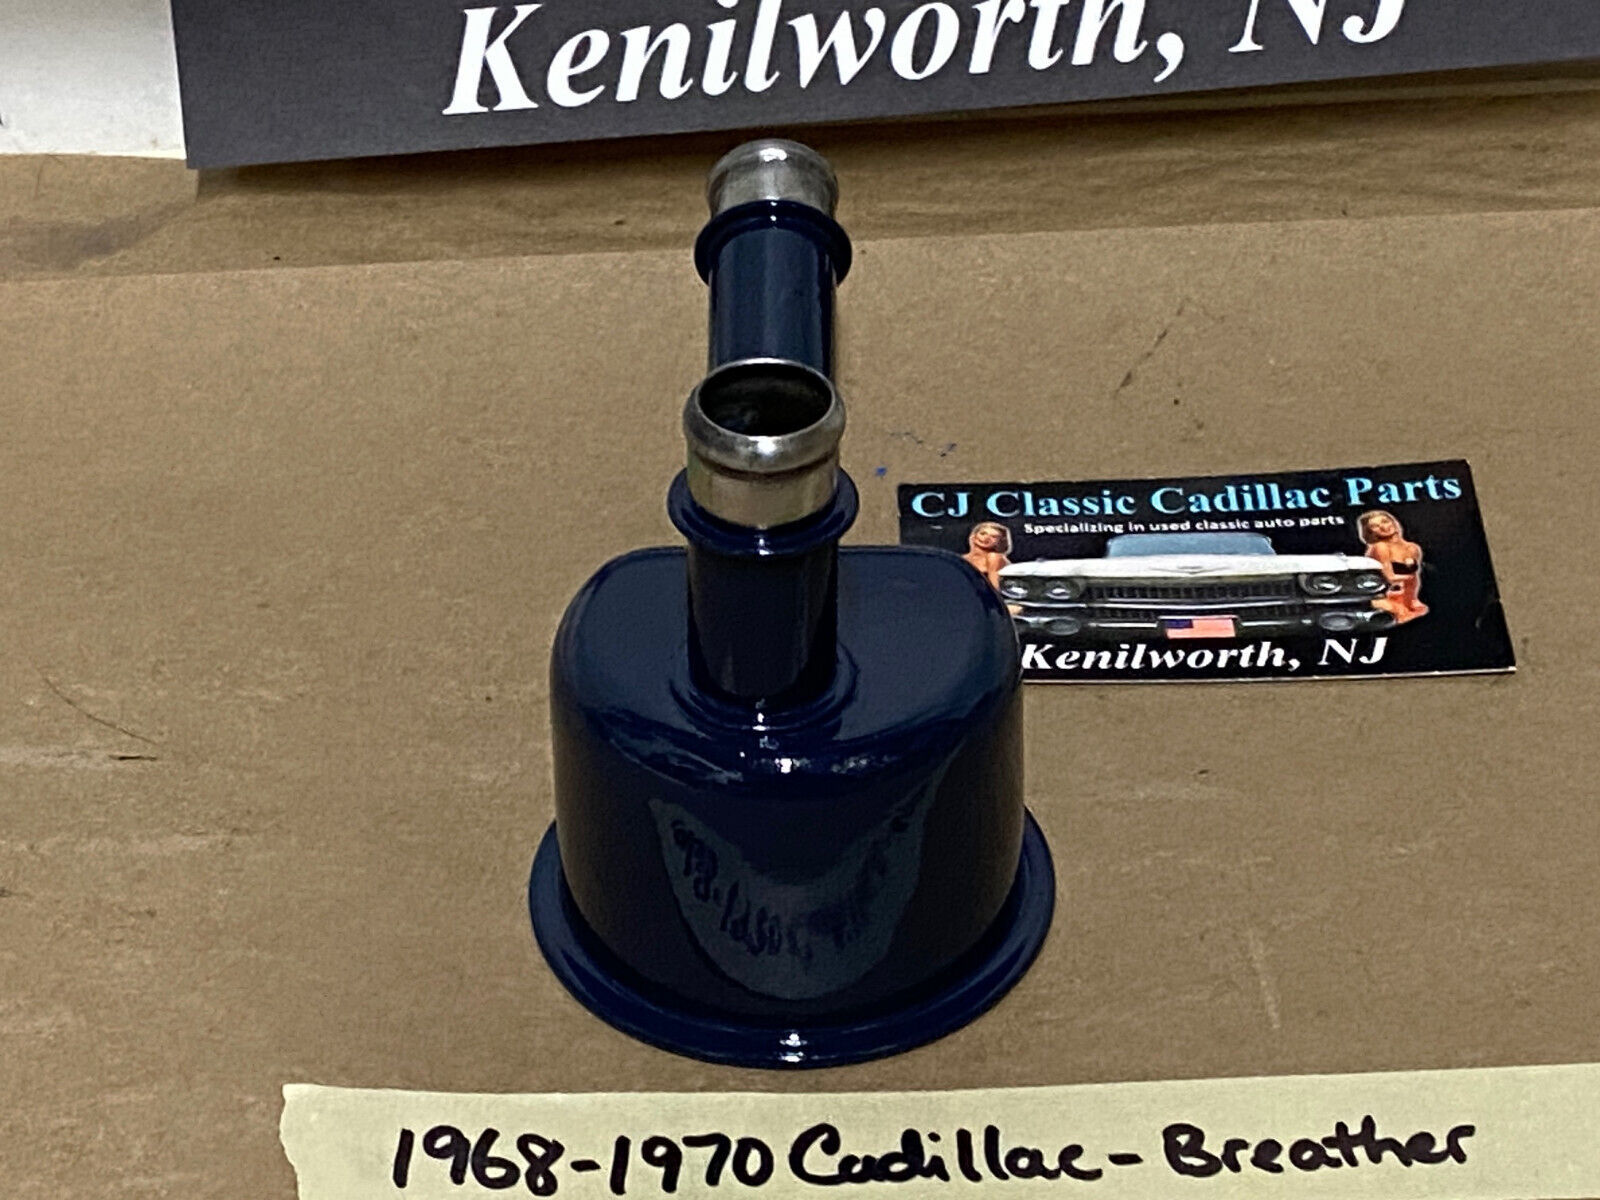 Kenilworth, NJ
CJ Classic Cadillac Parts
Specializing in used classic auto parts
Kenilworth, NJ
1968-1970 Cadillac - Breather